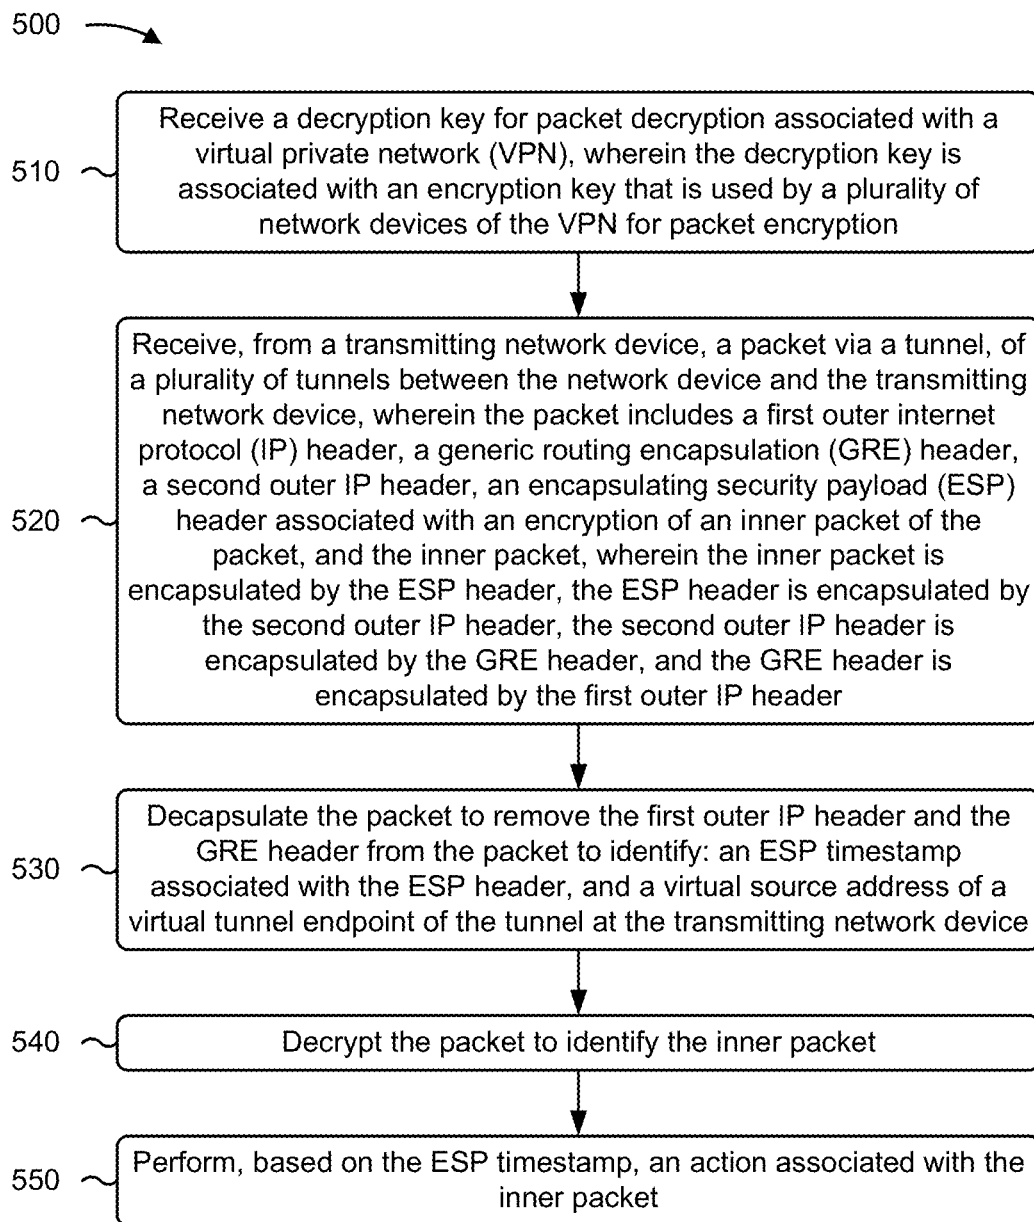 500
Receive a decryption key for packet decryption associated with a
virtual private network (VPN), wherein the decryption key is
510
associated with an encryption key that is used by a plurality of
network devices of the VPN for packet encryption
Receive, from a transmitting network device, a packet via a tunnel, of
a plurality of tunnels between the network device and the transmitting
network device, wherein the packet includes a first outer internet
protocol (IP) header, a generic routing encapsulation (GRE) header,
a second outer IP header, an encapsulating security payload (ESP)
520
header associated with an encryption of an inner packet of the
packet, and the inner packet, wherein the inner packet is
encapsulated by the ESP header, the ESP header is encapsulated by
the second outer IP header, the second outer IP header is
encapsulated by the GRE header, and the GRE header is
encapsulated by the first outer IP header
Decapsulate the packet to remove the first outer IP header and the
GRE header from the packet to identify: an ESP timestamp
530
associated with the ESP header, and a virtual source address of a
virtual tunnel endpoint of the tunnel at the transmitting network device
540
Decrypt the packet to identify the inner packet
550
Perform, based on the ESP timestamp, an action associated with the
inner packet